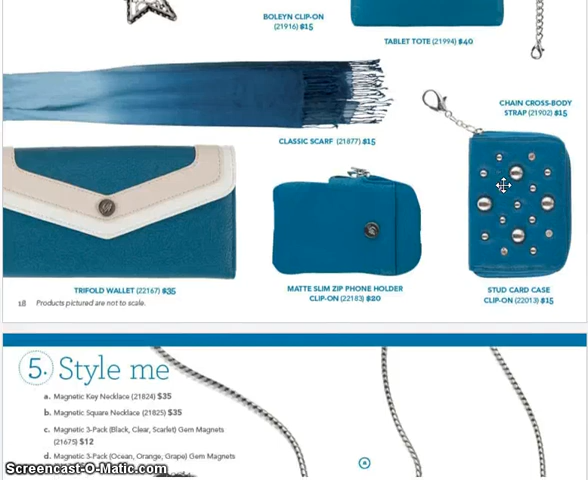 BOLEYN CLIP-ON
(21916) $15
TABLET TOTE (21994) $40
CHAIN CROSS-BODY
STRAP (21902) $15
CLASSIC SCARF (21877) $15
TRIFOLD WALLET (22167) $35
MATTE SLIM ZIP PHONE HOLDER
CLIP-ON (22183) $20
STUD CARD CASE
CLIP-ON (22013) $15
18 Products pictured are not to scale.
5. Style me
a. Magnetic Key Necklace (21824) $35
b. Magnetic Square Necklace (21825) $35
c. Magnetic 3-Pack (Black, Clear, Scarlet) Gem Magnets
(21675) $12
d. Magnetic 3-Pack (Ocean, Orange, Grape) Gem Magnets
a
Screencast-O-Matic.com